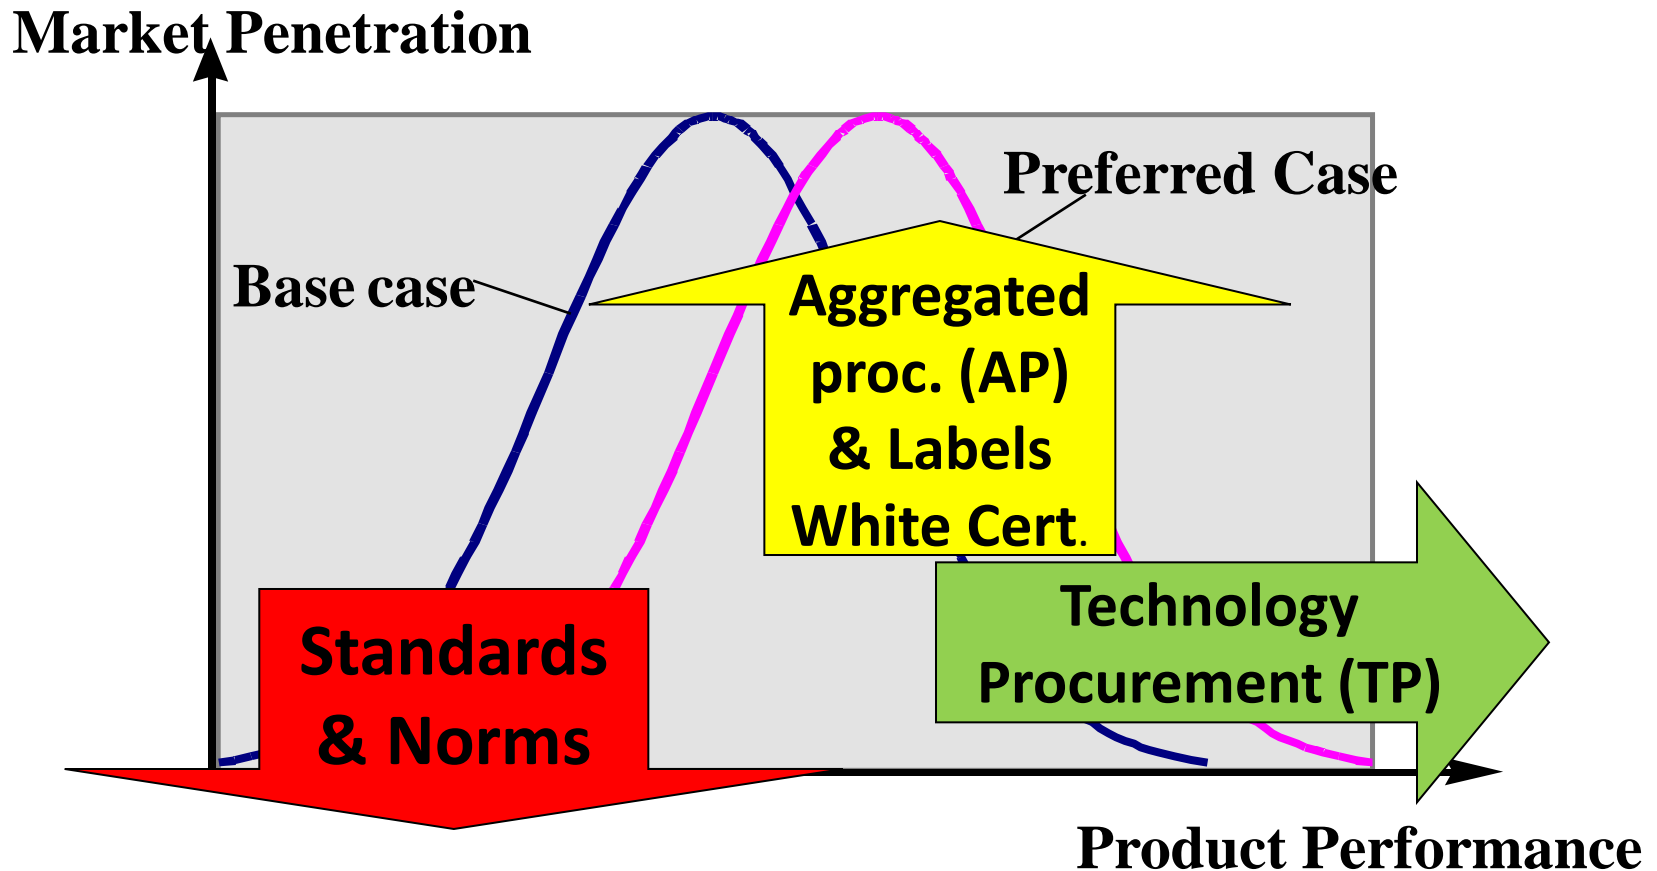 Market Penetration
Preferred Case
Base case
Aggregated
proc. (AP)
& Labels
White Cert.
Technology
Procurement (TP)
Standards
& Norms
Product Performance